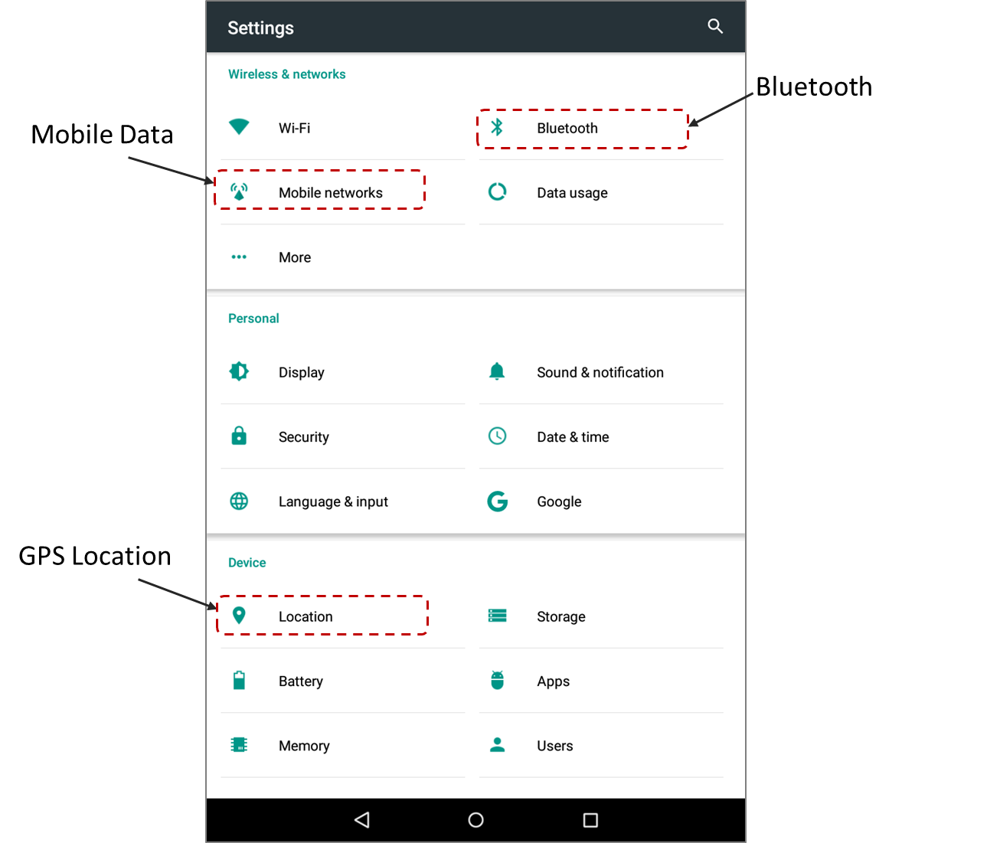 Settings
Wireless & networks
Bluetooth
Wi-Fi
Bluetooth
Mobile Data
Mobile networks
Data usage
More
Personal
Display
Sound & notification
Security
Date & time
Language & input
Google
GPS Location
Device
Location
Storage
Battery
Apps
Memory
Users